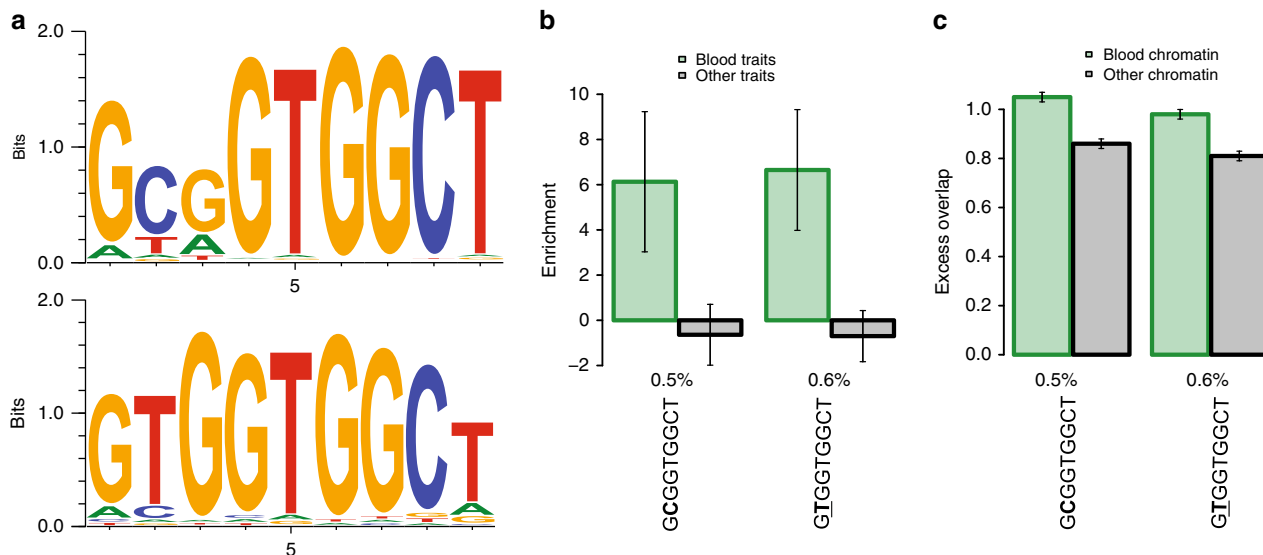 a
2.0
Bits
1.0
0.0
GCGGTGGCT
A T A
T
5
2.0
Bits
1.0
0.0
GTGGTGGCT
A C A
G
5
b
Blood traits
Other traits
Enrichment
10
8
6
4
2
0
−2
0.5%
0.6%
GCGGTGGCT
GTGGTGGCT
c
Blood chromatin
Other chromatin
Excess overlap
1.0
0.8
0.6
0.4
0.2
0.0
0.5%
0.6%
GCGGTGGCT
GTGGTGGCT